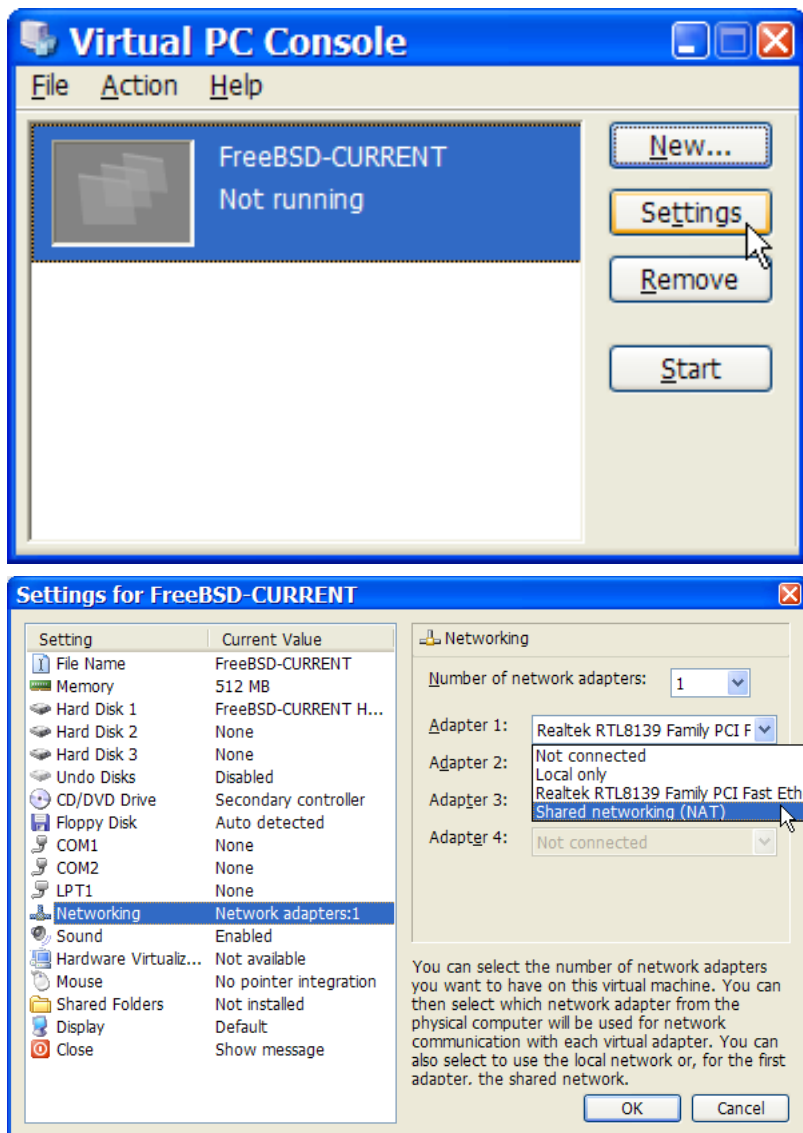 Virtual PC Console
File Action Help
FreeBSD-CURRENT
Not running
New...
Settings
Remove
Start
Settings for FreeBSD-CURRENT
Setting Current Value
File Name FreeBSD-CURRENT
Memory 512 MB
Hard Disk 1 FreeBSD-CURRENT H...
Hard Disk 2 None
Hard Disk 3 None
Undo Disks Disabled
CD/DVD Drive Secondary controller
Floppy Disk Auto detected
COM1 None
COM2 None
LPT1 None
Networking Network adapters:1
Sound Enabled
Hardware Virtualiz... Not available
Mouse No pointer integration
Shared Folders Not installed
Display Default
Close Show message
Networking
Number of network adapters: 1
Adapter 1: Realtek RTL8139 Family PCI F
Not connected
Adapter 2:
Local only
Realtek RTL8139 Family PCI Fast Eth
Adapter 3:
Shared networking (NAT)
Adapter 4: Not connected
You can select the number of network adapters
you want to have on this virtual machine. You can
then select which network adapter from the
physical computer will be used for network
communication with each virtual adapter. You can
also select to use the local network or, for the first
adapter, the shared network.
OK Cancel